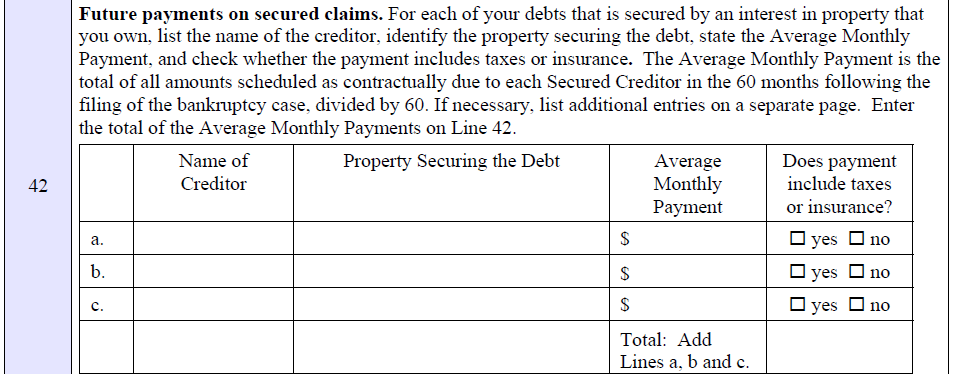 Future payments on secured claims. For each of your debts that is secured by an interest in property that
you own, list the name of the creditor, identify the property securing the debt, state the Average Monthly
Payment, and check whether the payment includes taxes or insurance. The Average Monthly Payment is the
total of all amounts scheduled as contractually due to each Secured Creditor in the 60 months following the
filing of the bankruptcy case, divided by 60. If necessary, list additional entries on a separate page. Enter
the total of the Average Monthly Payments on Line 42.
42
Name of
Creditor
Property Securing the Debt
Average
Monthly
Payment
Does payment
include taxes
or insurance?
a. $ ☐ yes ☐ no
b. $ ☐ yes ☐ no
c. $ ☐ yes ☐ no
Total: Add
Lines a, b and c.